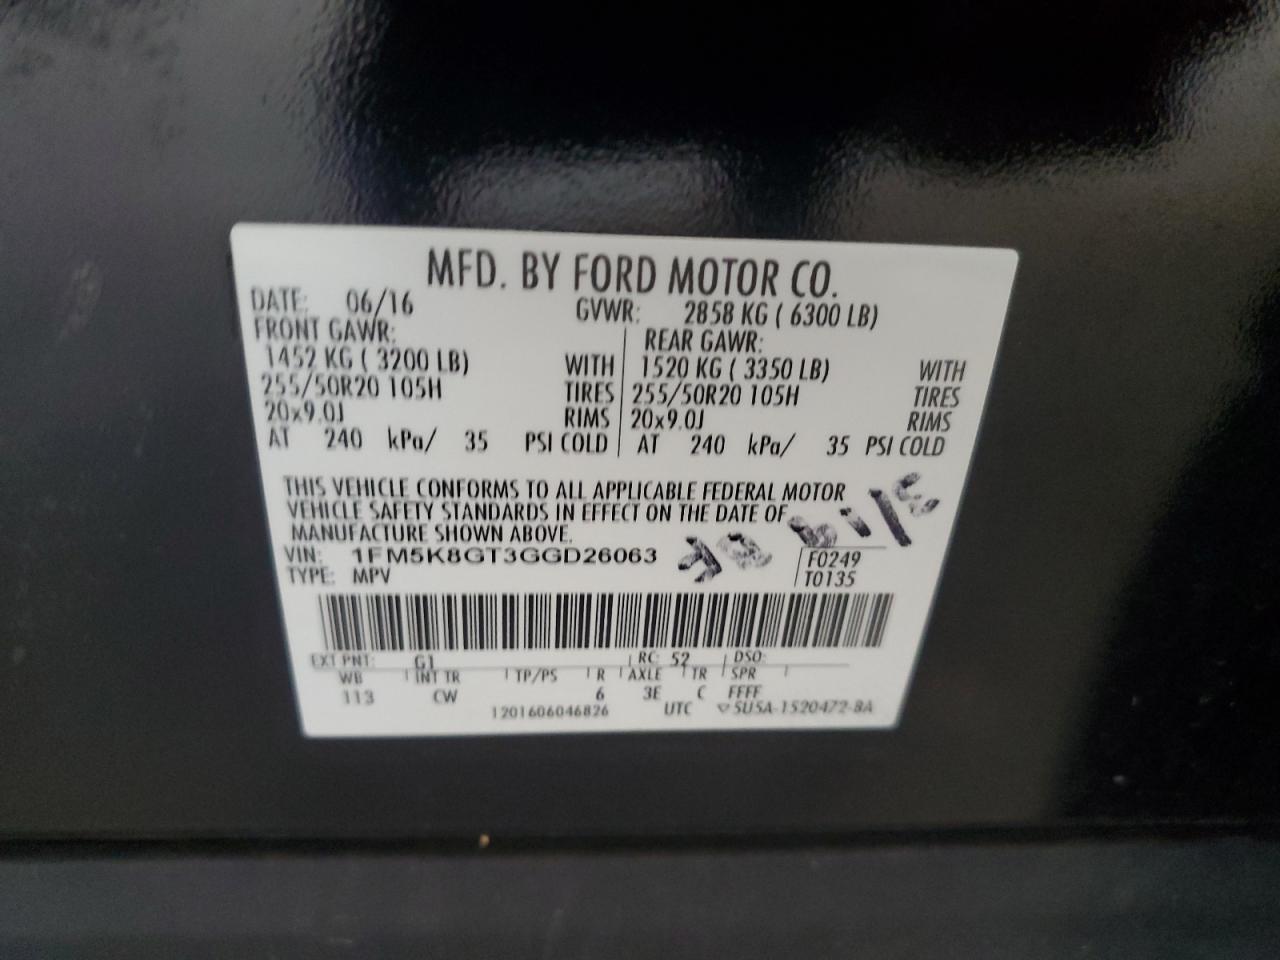 MFD. BY FORD MOTOR CO.
DATE: 06/16 GVWR: 2858 KG ( 6300 LB)
FRONT GAWR: REAR GAWR:
1452 KG ( 3200 LB) WITH 1520 KG ( 3350 LB) WITH
255/50R20 105H TIRES 255/50R20 105H TIRES
20x9.0J RIMS 20x9.0J RIMS
AT 240 kPa/ 35 PSI COLD AT 240 kPa/ 35 PSI COLD
THIS VEHICLE CONFORMS TO ALL APPLICABLE FEDERAL MOTOR
VEHICLE SAFETY STANDARDS IN EFFECT ON THE DATE OF
MANUFACTURE SHOWN ABOVE.
VIN: 1FM5K8GT3GGD26063 F0249
TYPE: MPV T0135
EXT PNT: G1 RC: 52 DSO:
WB INT TR TP/PS R AXLE TR SPR
113 CW 6 3E C FFFF
1201606046826 UTC ▽5U5A-1520472-BA